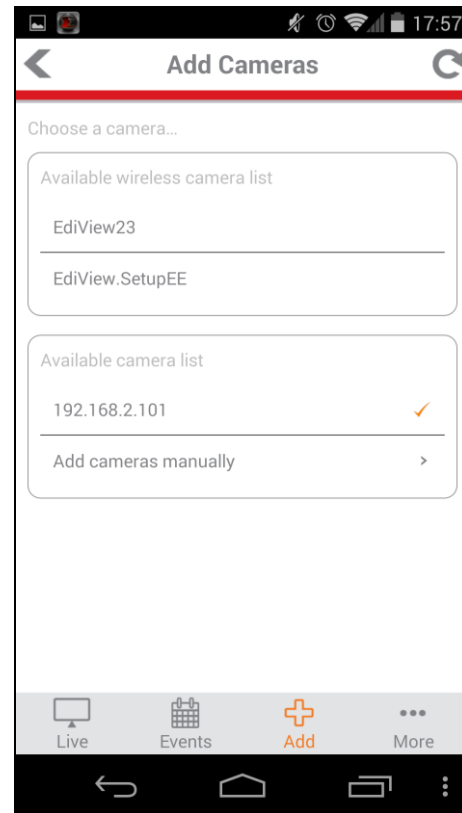 17:57
Add Cameras
Choose a camera...
Available wireless camera list
EdiView23
EdiView.SetupEE
Available camera list
192.168.2.101
Add cameras manually
Live Events Add More